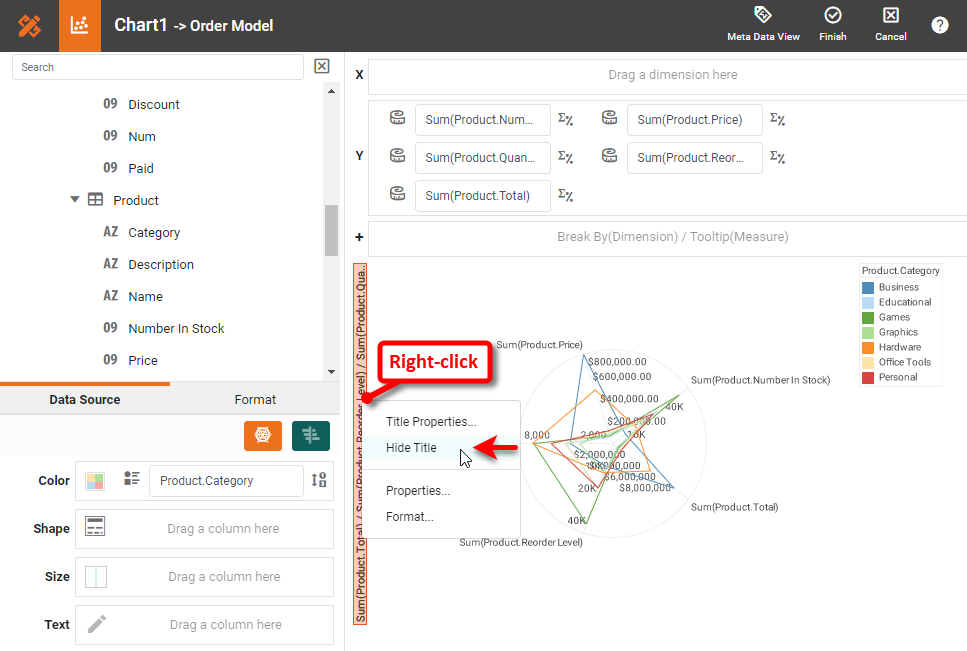 Chart1 -> Order Model
Meta Data View
Finish
Cancel
?
Search
09 Discount
09 Num
09 Paid
Product
AZ Category
AZ Description
AZ Name
09 Number In Stock
09 Price
Data Source
Format
Color
Product.Category
Shape
Drag a column here
Size
Drag a column here
Text
Drag a column here
X
Drag a dimension here
Y
Sum(Product.Num...
Sum(Product.Price)
Sum(Product.Quan...
Sum(Product.Reor...
Sum(Product.Total)
+
Break By(Dimension) / Tooltip(Measure)
Sum(Product.Total) / Sum(Product.Reorder Level) / Sum(Product.Qua..
Right-click
Title Properties...
Hide Title
Properties...
Format...
Sum(Product.Price)
$800,000.00
$600,000.00
$400,000.00
$200,000.00
Sum(Product.Number In Stock)
40K
10K
8,000
2,000
$2,000,000.00
$6,000,000
$8,000,000
20K
40K
Sum(Product.Total)
Sum(Product.Reorder Level)
Product.Category
Business
Educational
Games
Graphics
Hardware
Office Tools
Personal